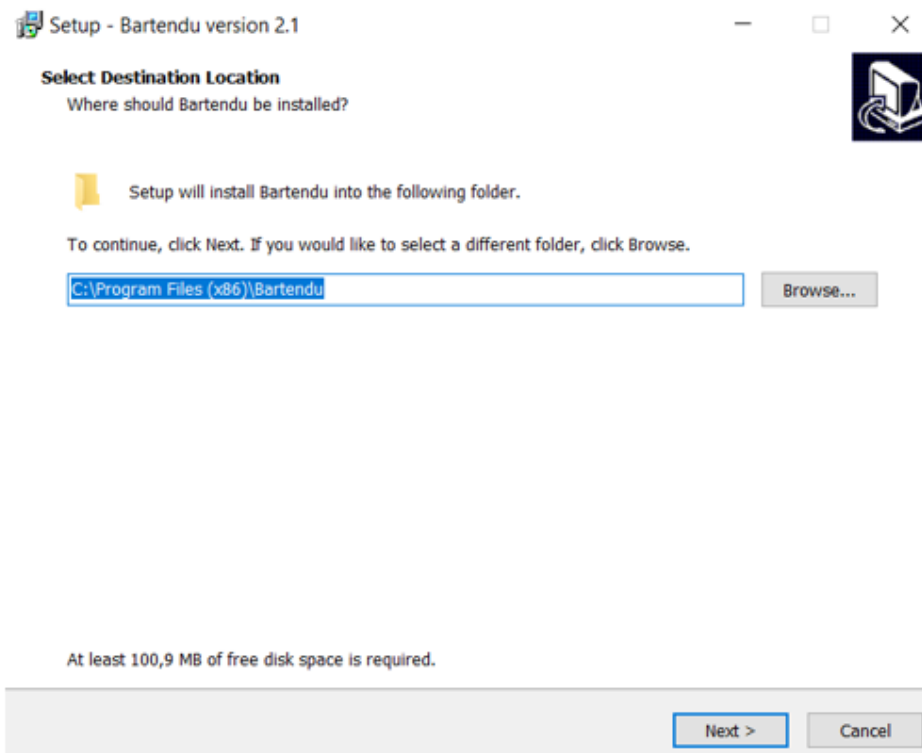 Setup - Bartendu version 2.1
Select Destination Location
Where should Bartendu be installed?
Setup will install Bartendu into the following folder.
To continue, click Next. If you would like to select a different folder, click Browse.
C:\Program Files (x86)\Bartendu
Browse...
At least 100,9 MB of free disk space is required.
Next >
Cancel